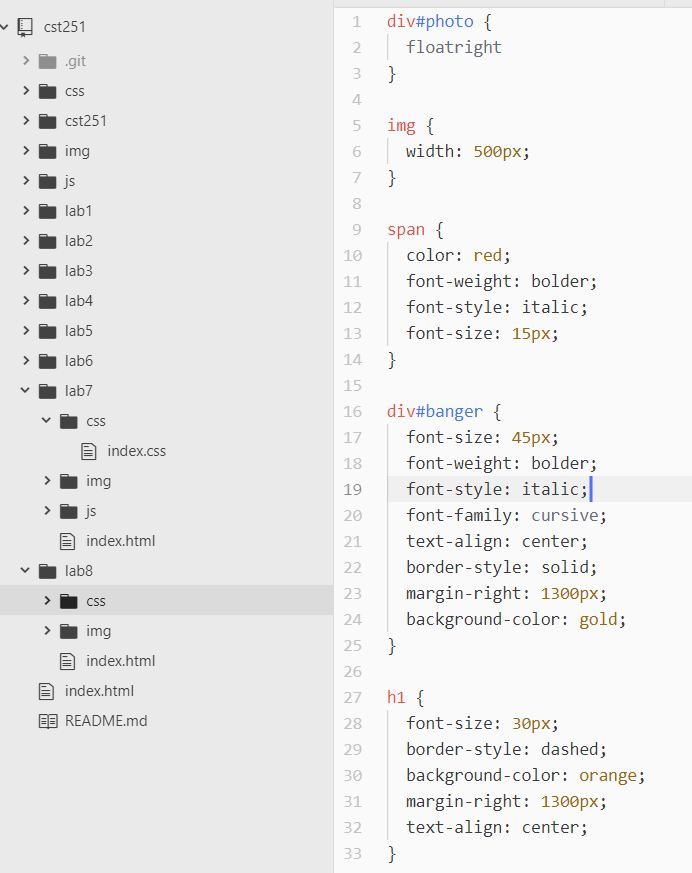 cst251
.git
css
cst251
img
js
lab1
lab2
lab3
lab4
lab5
lab6
lab7
css
index.css
img
js
index.html
lab8
css
img
index.html
index.html
README.md
1 div#photo {
2 floatright
3 }
4
5 img {
6 width: 500px;
7 }
8
9 span {
10 color: red;
11 font-weight: bolder;
12 font-style: italic;
13 font-size: 15px;
14 }
15
16 div#banger {
17 font-size: 45px;
18 font-weight: bolder;
19 font-style: italic;
20 font-family: cursive;
21 text-align: center;
22 border-style: solid;
23 margin-right: 1300px;
24 background-color: gold;
25 }
26
27 h1 {
28 font-size: 30px;
29 border-style: dashed;
30 background-color: orange;
31 margin-right: 1300px;
32 text-align: center;
33 }